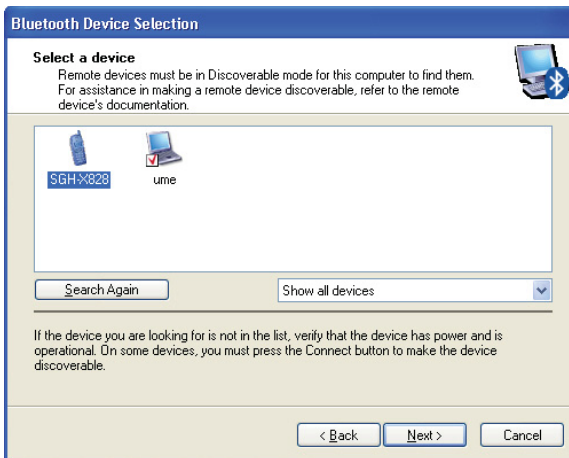 Bluetooth Device Selection
Select a device
Remote devices must be in Discoverable mode for this computer to find them.
For assistance in making a remote device discoverable, refer to the remote
device's documentation.
SGH-X828 ume
Search Again Show all devices
If the device you are looking for is not in the list, verify that the device has power and is
operational. On some devices, you must press the Connect button to make the device
discoverable.
< Back Next > Cancel